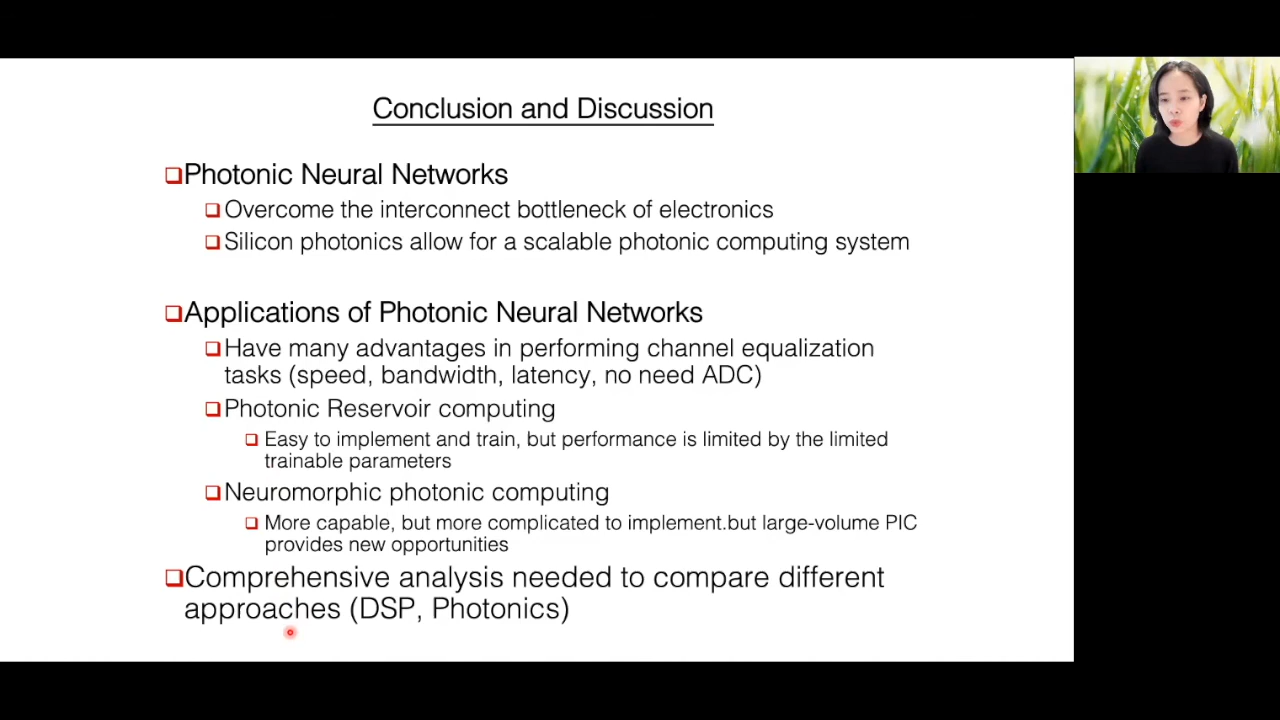 Conclusion and Discussion
Photonic Neural Networks
Overcome the interconnect bottleneck of electronics
Silicon photonics allow for a scalable photonic computing system
Applications of Photonic Neural Networks
Have many advantages in performing channel equalization
tasks (speed, bandwidth, latency, no need ADC)
Photonic Reservoir computing
Easy to implement and train, but performance is limited by the limited
trainable parameters
Neuromorphic photonic computing
More capable, but more complicated to implement.but large-volume PIC
provides new opportunities
Comprehensive analysis needed to compare different
approaches (DSP, Photonics)